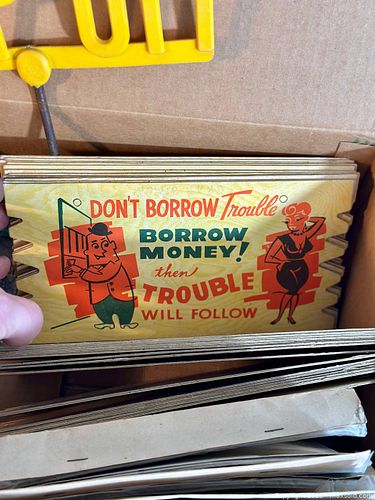 DON'T BORROW Trouble
BORROW
MONEY!
then
TROUBLE
WILL FOLLOW